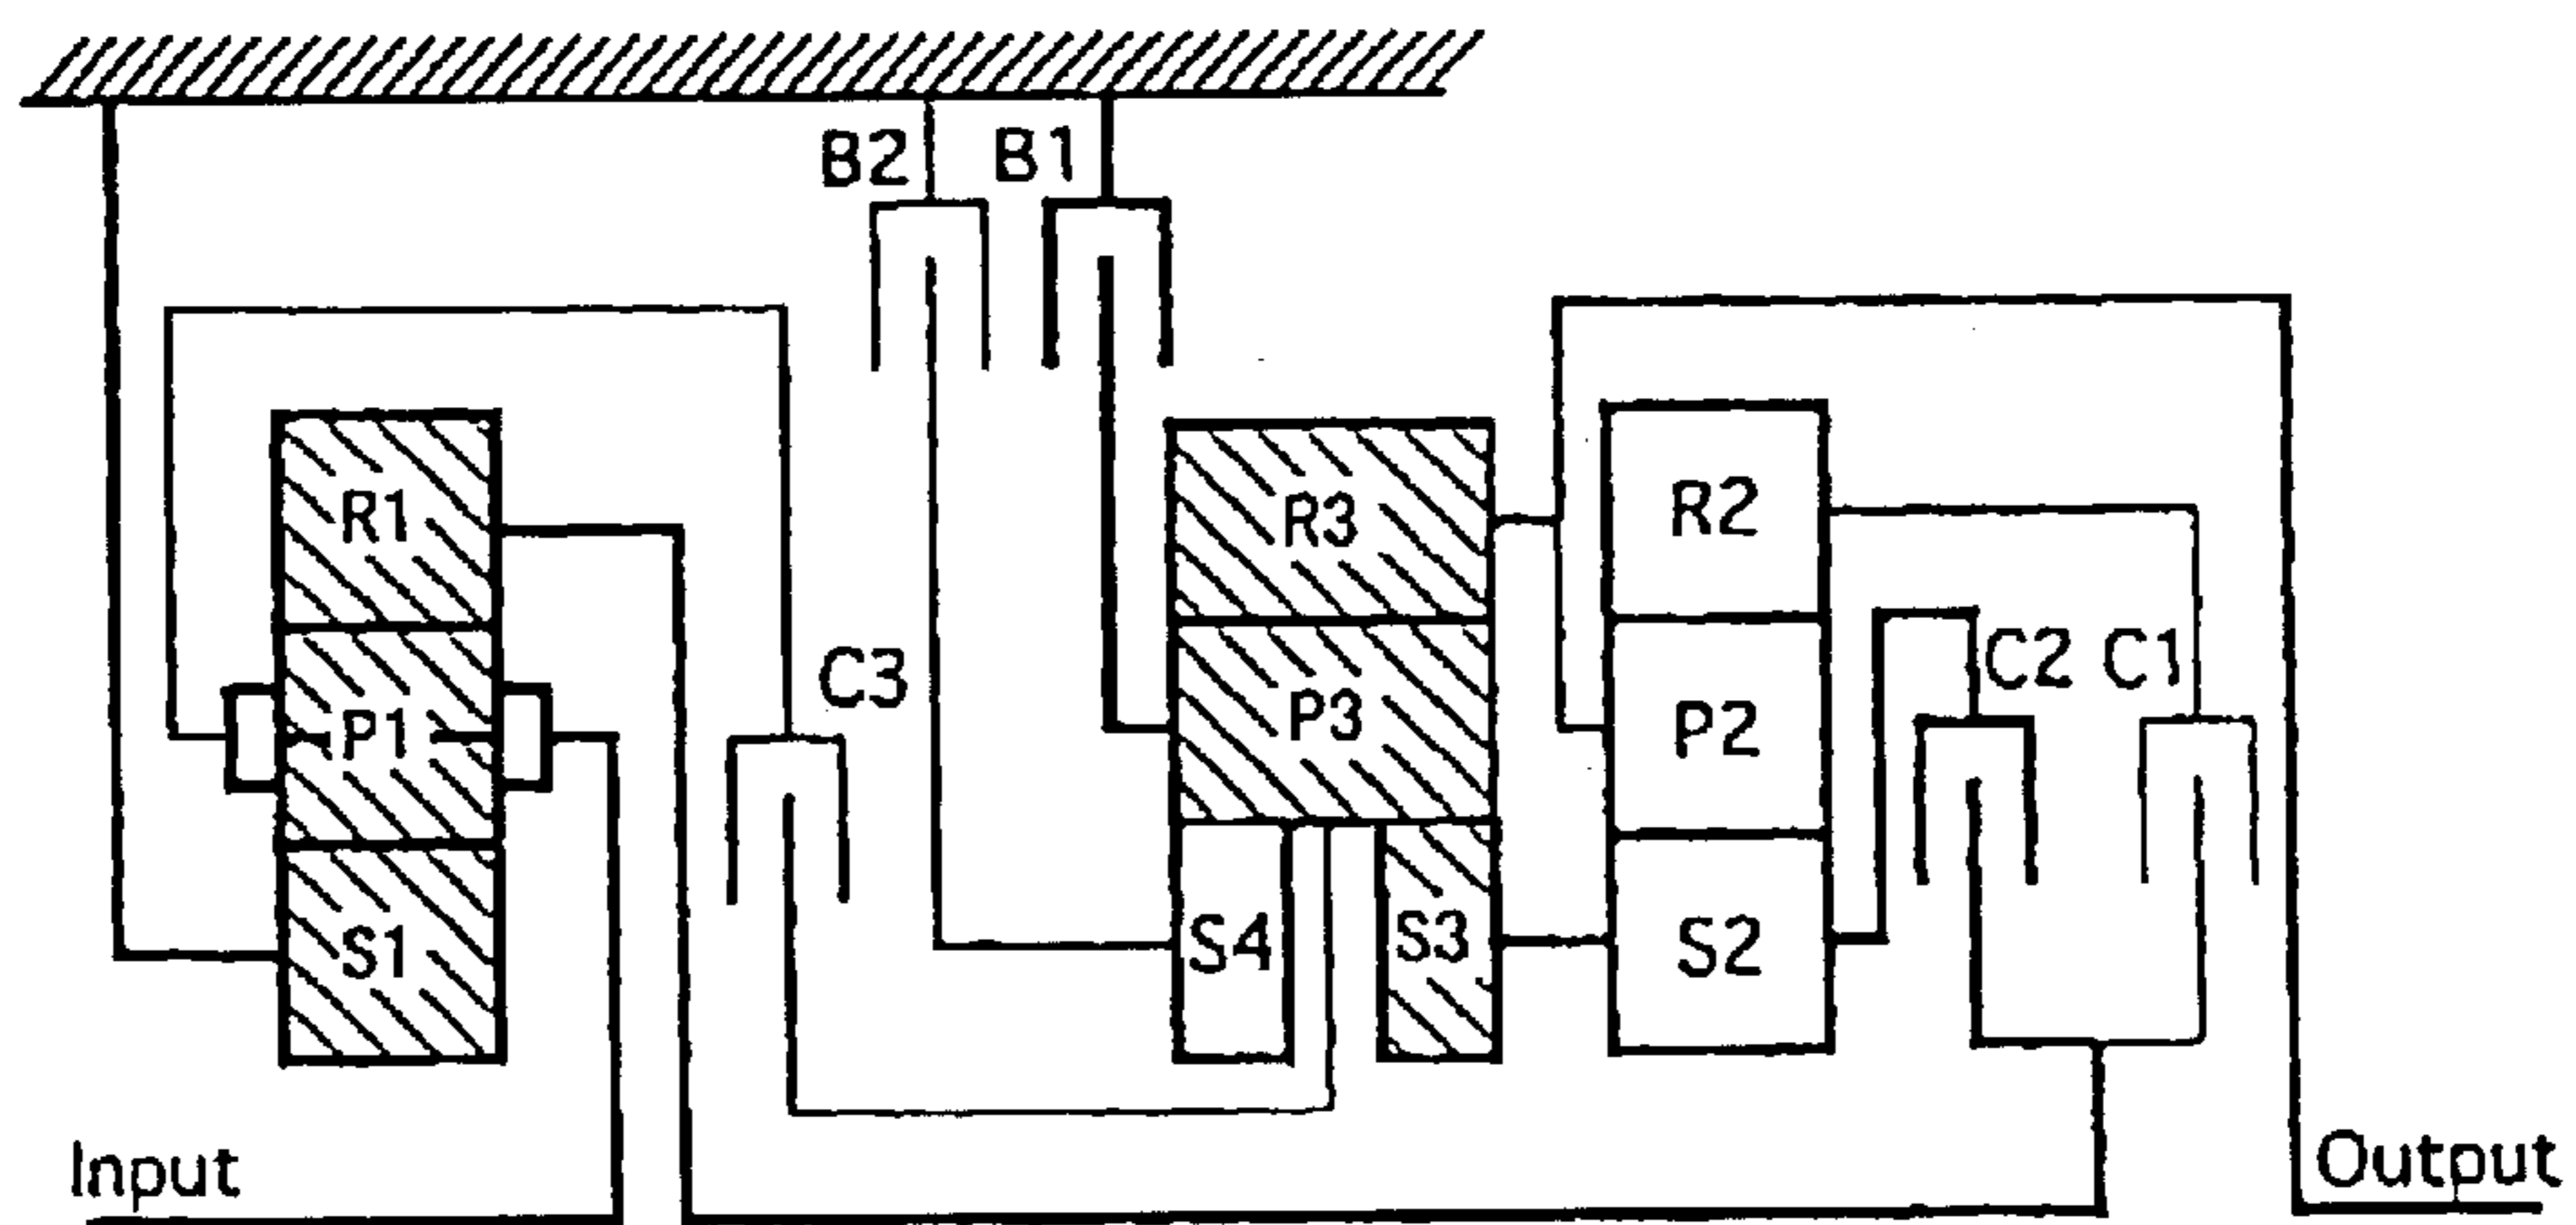 B2 B1
R1 R3 R2
C3 C2 C1
P1 P3 P2
S1 S4 S3 S2
Input Output